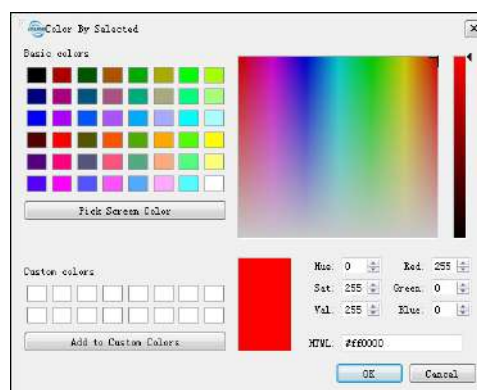 Color By Selected
Basic colors
Pick Screen Color
Custom colors
Add to Custom Colors
Hue: 0 Red: 255
Sat: 255 Green: 0
Val: 255 Blue: 0
HTML: #ff0000
OK Cancel